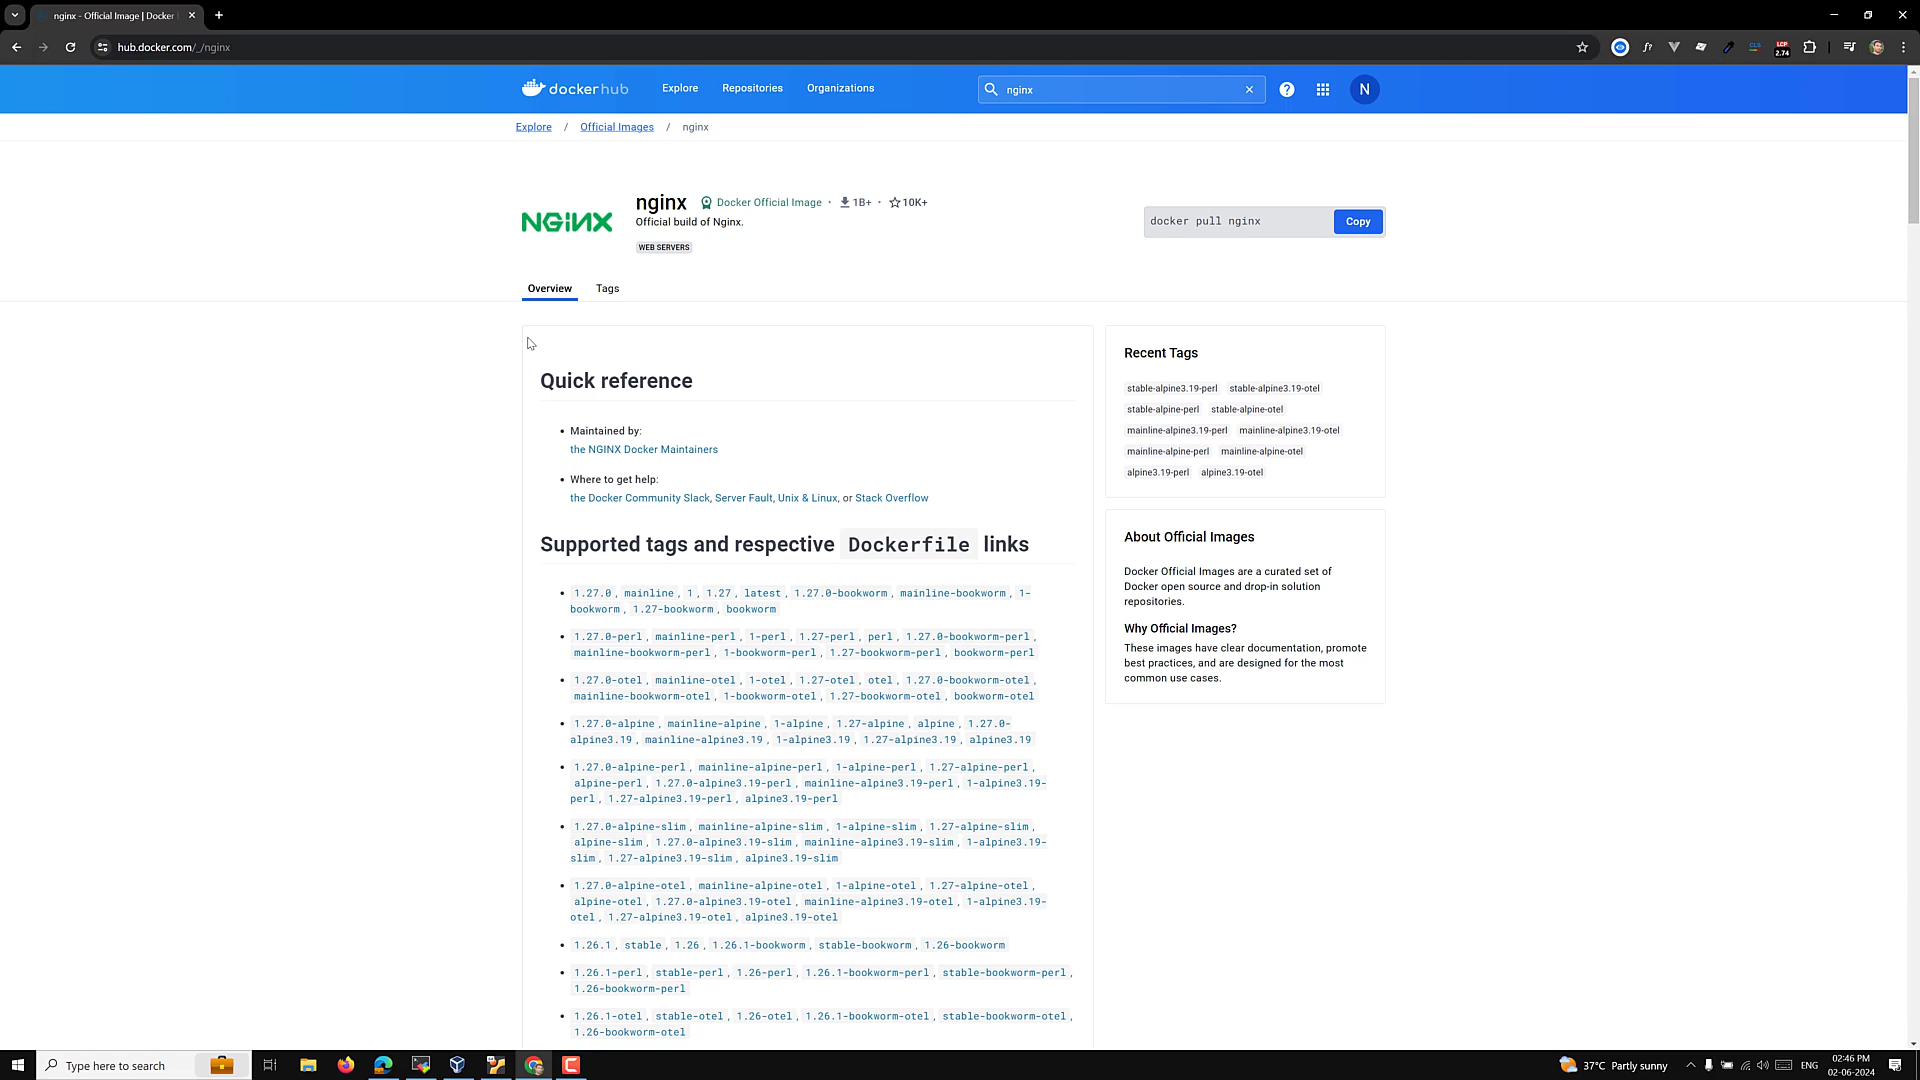 nginx - Official Image | Docker
hub.docker.com/_/nginx
LCP
2.74
CLS
dockerhub
Explore
Repositories
Organizations
nginx
N
Explore / Official Images / nginx
NGINX
nginx Docker Official Image · 1B+ · 10K+
Official build of Nginx.
WEB SERVERS
docker pull nginx
Copy
Overview
Tags
Quick reference
• Maintained by:
the NGINX Docker Maintainers
• Where to get help:
the Docker Community Slack, Server Fault, Unix & Linux, or Stack Overflow
Supported tags and respective Dockerfile links
• 1.27.0, mainline, 1, 1.27, latest, 1.27.0-bookworm, mainline-bookworm, 1-
bookworm, 1.27-bookworm, bookworm
• 1.27.0-perl, mainline-perl, 1-perl, 1.27-perl, perl, 1.27.0-bookworm-perl,
mainline-bookworm-perl, 1-bookworm-perl, 1.27-bookworm-perl, bookworm-perl
• 1.27.0-otel, mainline-otel, 1-otel, 1.27-otel, otel, 1.27.0-bookworm-otel,
mainline-bookworm-otel, 1-bookworm-otel, 1.27-bookworm-otel, bookworm-otel
• 1.27.0-alpine, mainline-alpine, 1-alpine, 1.27-alpine, alpine, 1.27.0-
alpine3.19, mainline-alpine3.19, 1-alpine3.19, 1.27-alpine3.19, alpine3.19
• 1.27.0-alpine-perl, mainline-alpine-perl, 1-alpine-perl, 1.27-alpine-perl,
alpine-perl, 1.27.0-alpine3.19-perl, mainline-alpine3.19-perl, 1-alpine3.19-
perl, 1.27-alpine3.19-perl, alpine3.19-perl
• 1.27.0-alpine-slim, mainline-alpine-slim, 1-alpine-slim, 1.27-alpine-slim,
alpine-slim, 1.27.0-alpine3.19-slim, mainline-alpine3.19-slim, 1-alpine3.19-
slim, 1.27-alpine3.19-slim, alpine3.19-slim
• 1.27.0-alpine-otel, mainline-alpine-otel, 1-alpine-otel, 1.27-alpine-otel,
alpine-otel, 1.27.0-alpine3.19-otel, mainline-alpine3.19-otel, 1-alpine3.19-
otel, 1.27-alpine3.19-otel, alpine3.19-otel
• 1.26.1, stable, 1.26, 1.26.1-bookworm, stable-bookworm, 1.26-bookworm
• 1.26.1-perl, stable-perl, 1.26-perl, 1.26.1-bookworm-perl, stable-bookworm-perl,
1.26-bookworm-perl
• 1.26.1-otel, stable-otel, 1.26-otel, 1.26.1-bookworm-otel, stable-bookworm-otel,
1.26-bookworm-otel
Recent Tags
stable-alpine3.19-perl stable-alpine3.19-otel
stable-alpine-perl stable-alpine-otel
mainline-alpine3.19-perl mainline-alpine3.19-otel
mainline-alpine-perl mainline-alpine-otel
alpine3.19-perl alpine3.19-otel
About Official Images
Docker Official Images are a curated set of
Docker open source and drop-in solution
repositories.
Why Official Images?
These images have clear documentation, promote
best practices, and are designed for the most
common use cases.
Type here to search
37°C Partly sunny
ENG
02:46 PM
02-06-2024